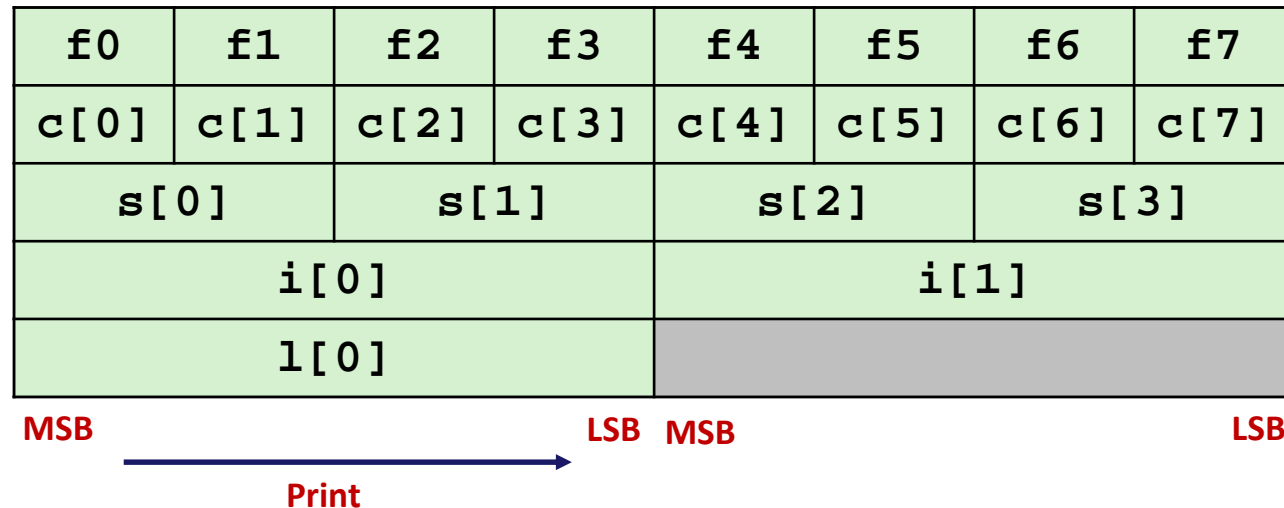 f0 f1 f2 f3 f4 f5 f6 f7
c[0] c[1] c[2] c[3] c[4] c[5] c[6] c[7]
s[0] s[1] s[2] s[3]
i[0] i[1]
l[0]
MSB LSB MSB LSB
Print